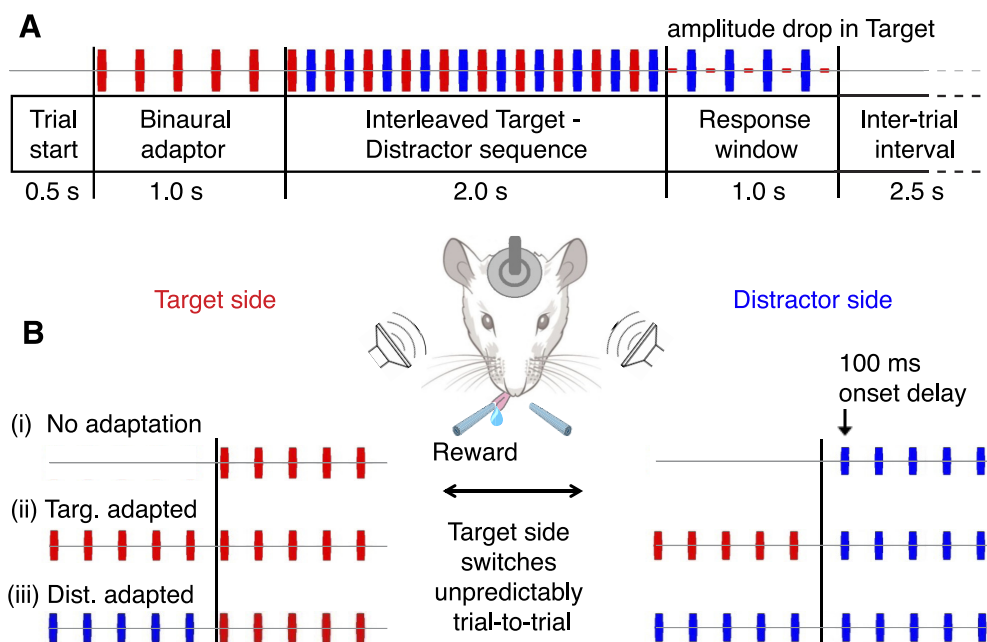 A
amplitude drop in Target
Trial start
Binaural adaptor
Interleaved Target - Distractor sequence
Response window
Inter-trial interval
0.5 s
1.0 s
2.0 s
1.0 s
2.5 s
Target side
Distractor side
B
100 ms
onset delay
(i) No adaptation
Reward
(ii) Targ. adapted
Target side
switches
unpredictably
trial-to-trial
(iii) Dist. adapted